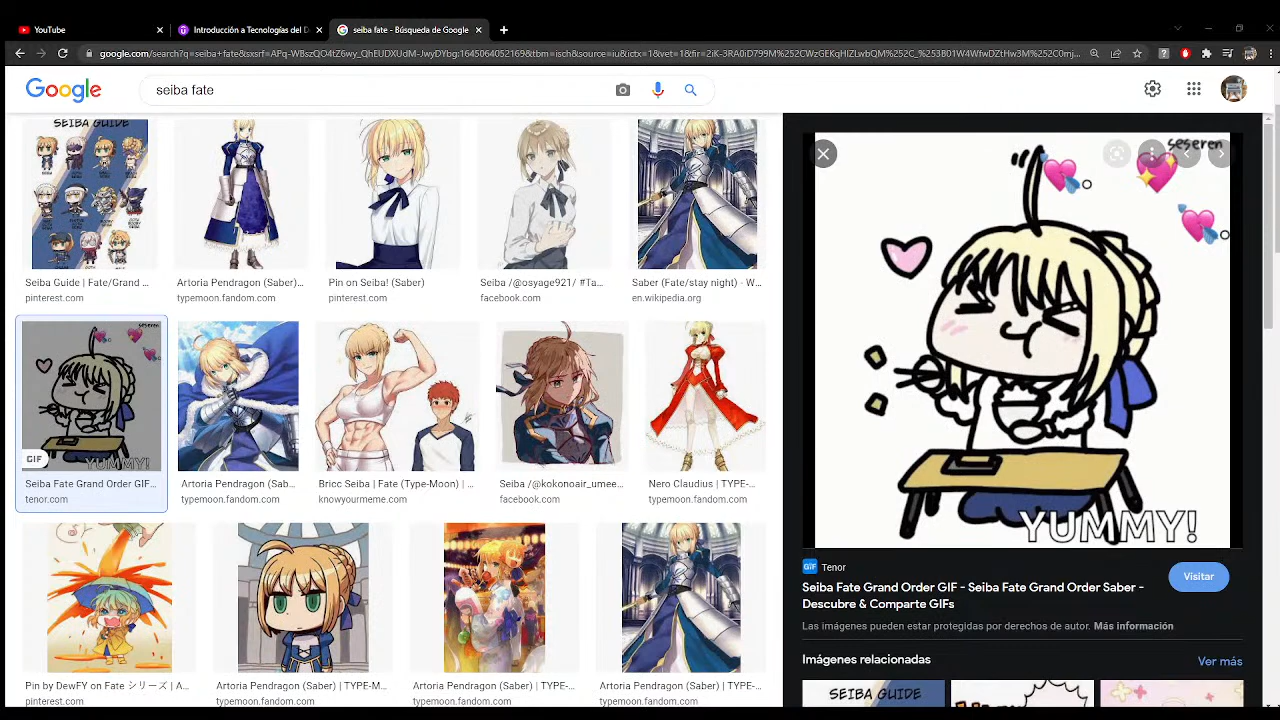 YouTube
Introducción a Tecnologías del D
seiba fate - Búsqueda de Google
Google
seiba fate
SEIBA GUIDE
Seiba Guide | Fate/Grand ...
pinterest.com
Artoria Pendragon (Saber)...
typemoon.fandom.com
Pin on Seiba! (Saber)
pinterest.com
Seiba /@osyage921/ #Ta...
facebook.com
Saber (Fate/stay night) - W...
en.wikipedia.org
seseren
YUMMY!
GIF
Seiba Fate Grand Order GIF...
tenor.com
Artoria Pendragon (Sab...
typemoon.fandom.com
Bricc Seiba | Fate (Type-Moon) | ...
knowyourmeme.com
Seiba /@kokonoair_umee...
facebook.com
Nero Claudius | TYPE-...
typemoon.fandom.com
Pin by DewFY on Fate シリーズ | A...
pinterest.com
Artoria Pendragon (Saber) | TYPE-M...
typemoon.fandom.com
Artoria Pendragon (Saber) | TYPE-...
typemoon.fandom.com
Artoria Pendragon (Saber) | TYPE-...
typemoon.fandom.com
seseren
YUMMY!
GIF Tenor
Seiba Fate Grand Order GIF - Seiba Fate Grand Order Saber -
Descubre & Comparte GIFs
Visitar
Las imágenes pueden estar protegidas por derechos de autor. Más información
Imágenes relacionadas
Ver más
SEIBA GUIDE